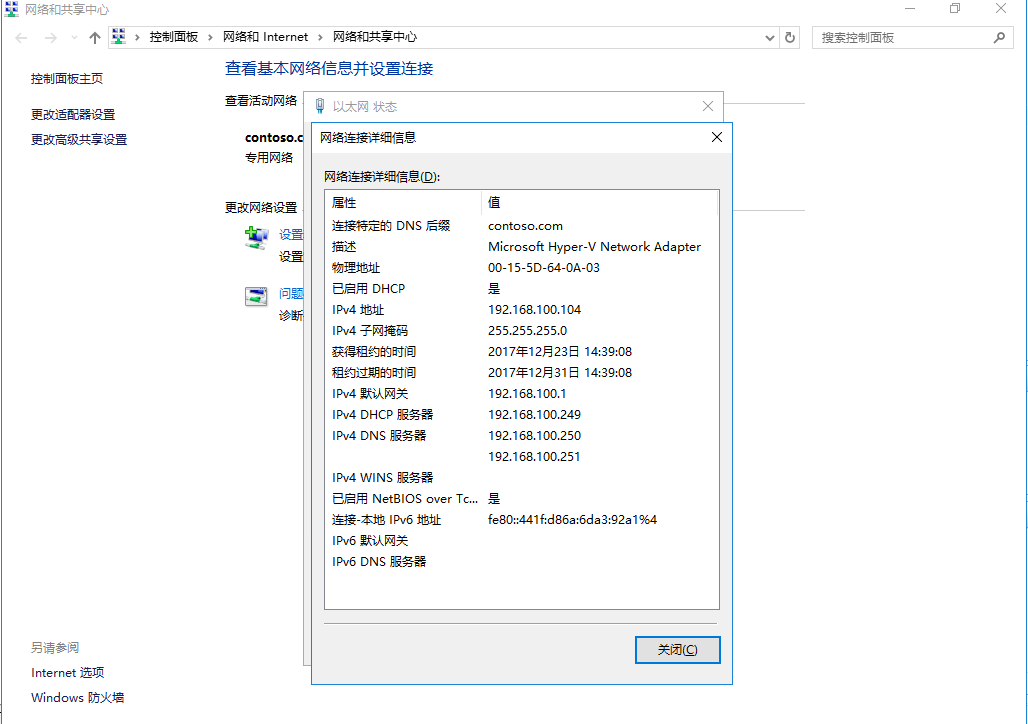 网络和共享中心
控制面板 › 网络和 Internet › 网络和共享中心
搜索控制面板
控制面板主页
更改适配器设置
更改高级共享设置
查看基本网络信息并设置连接
查看活动网络
contoso.c
专用网络
更改网络设置
设置
设置
问题
诊断
以太网 状态
网络连接详细信息
网络连接详细信息(D):
属性 值
连接特定的 DNS 后缀 contoso.com
描述 Microsoft Hyper-V Network Adapter
物理地址 00-15-5D-64-0A-03
已启用 DHCP 是
IPv4 地址 192.168.100.104
IPv4 子网掩码 255.255.255.0
获得租约的时间 2017年12月23日 14:39:08
租约过期的时间 2017年12月31日 14:39:08
IPv4 默认网关 192.168.100.1
IPv4 DHCP 服务器 192.168.100.249
IPv4 DNS 服务器 192.168.100.250
192.168.100.251
IPv4 WINS 服务器
已启用 NetBIOS over Tc... 是
连接-本地 IPv6 地址 fe80::441f:d86a:6da3:92a1%4
IPv6 默认网关
IPv6 DNS 服务器
关闭(C)
另请参阅
Internet 选项
Windows 防火墙